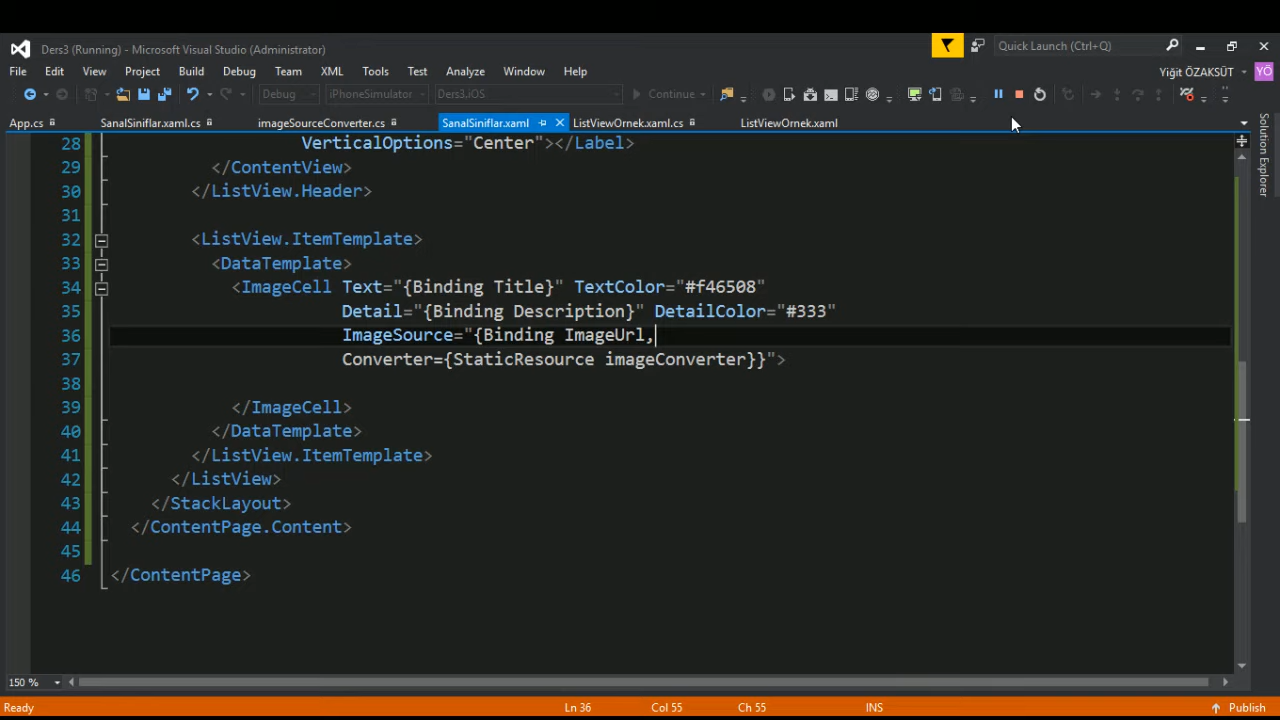 Ders3 (Running) - Microsoft Visual Studio (Administrator)
Quick Launch (Ctrl+Q)
File Edit View Project Build Debug Team XML Tools Test Analyze Window Help
Yiğit ÖZAKSÜT YÖ
Debug iPhoneSimulator Ders3.iOS Continue
App.cs SanalSiniflar.xaml.cs imageSourceConverter.cs SanalSiniflar.xaml ListViewOrnek.xaml.cs ListViewOrnek.xaml
Solution Explorer
28 VerticalOptions="Center"></Label>
29 </ContentView>
30 </ListView.Header>
31
32 <ListView.ItemTemplate>
33 <DataTemplate>
34 <ImageCell Text="{Binding Title}" TextColor="#f46508"
35 Detail="{Binding Description}" DetailColor="#333"
36 ImageSource="{Binding ImageUrl,
37 Converter={StaticResource imageConverter}}">
38
39 </ImageCell>
40 </DataTemplate>
41 </ListView.ItemTemplate>
42 </ListView>
43 </StackLayout>
44 </ContentPage.Content>
45
46 </ContentPage>
150 %
Ready Ln 36 Col 55 Ch 55 INS Publish